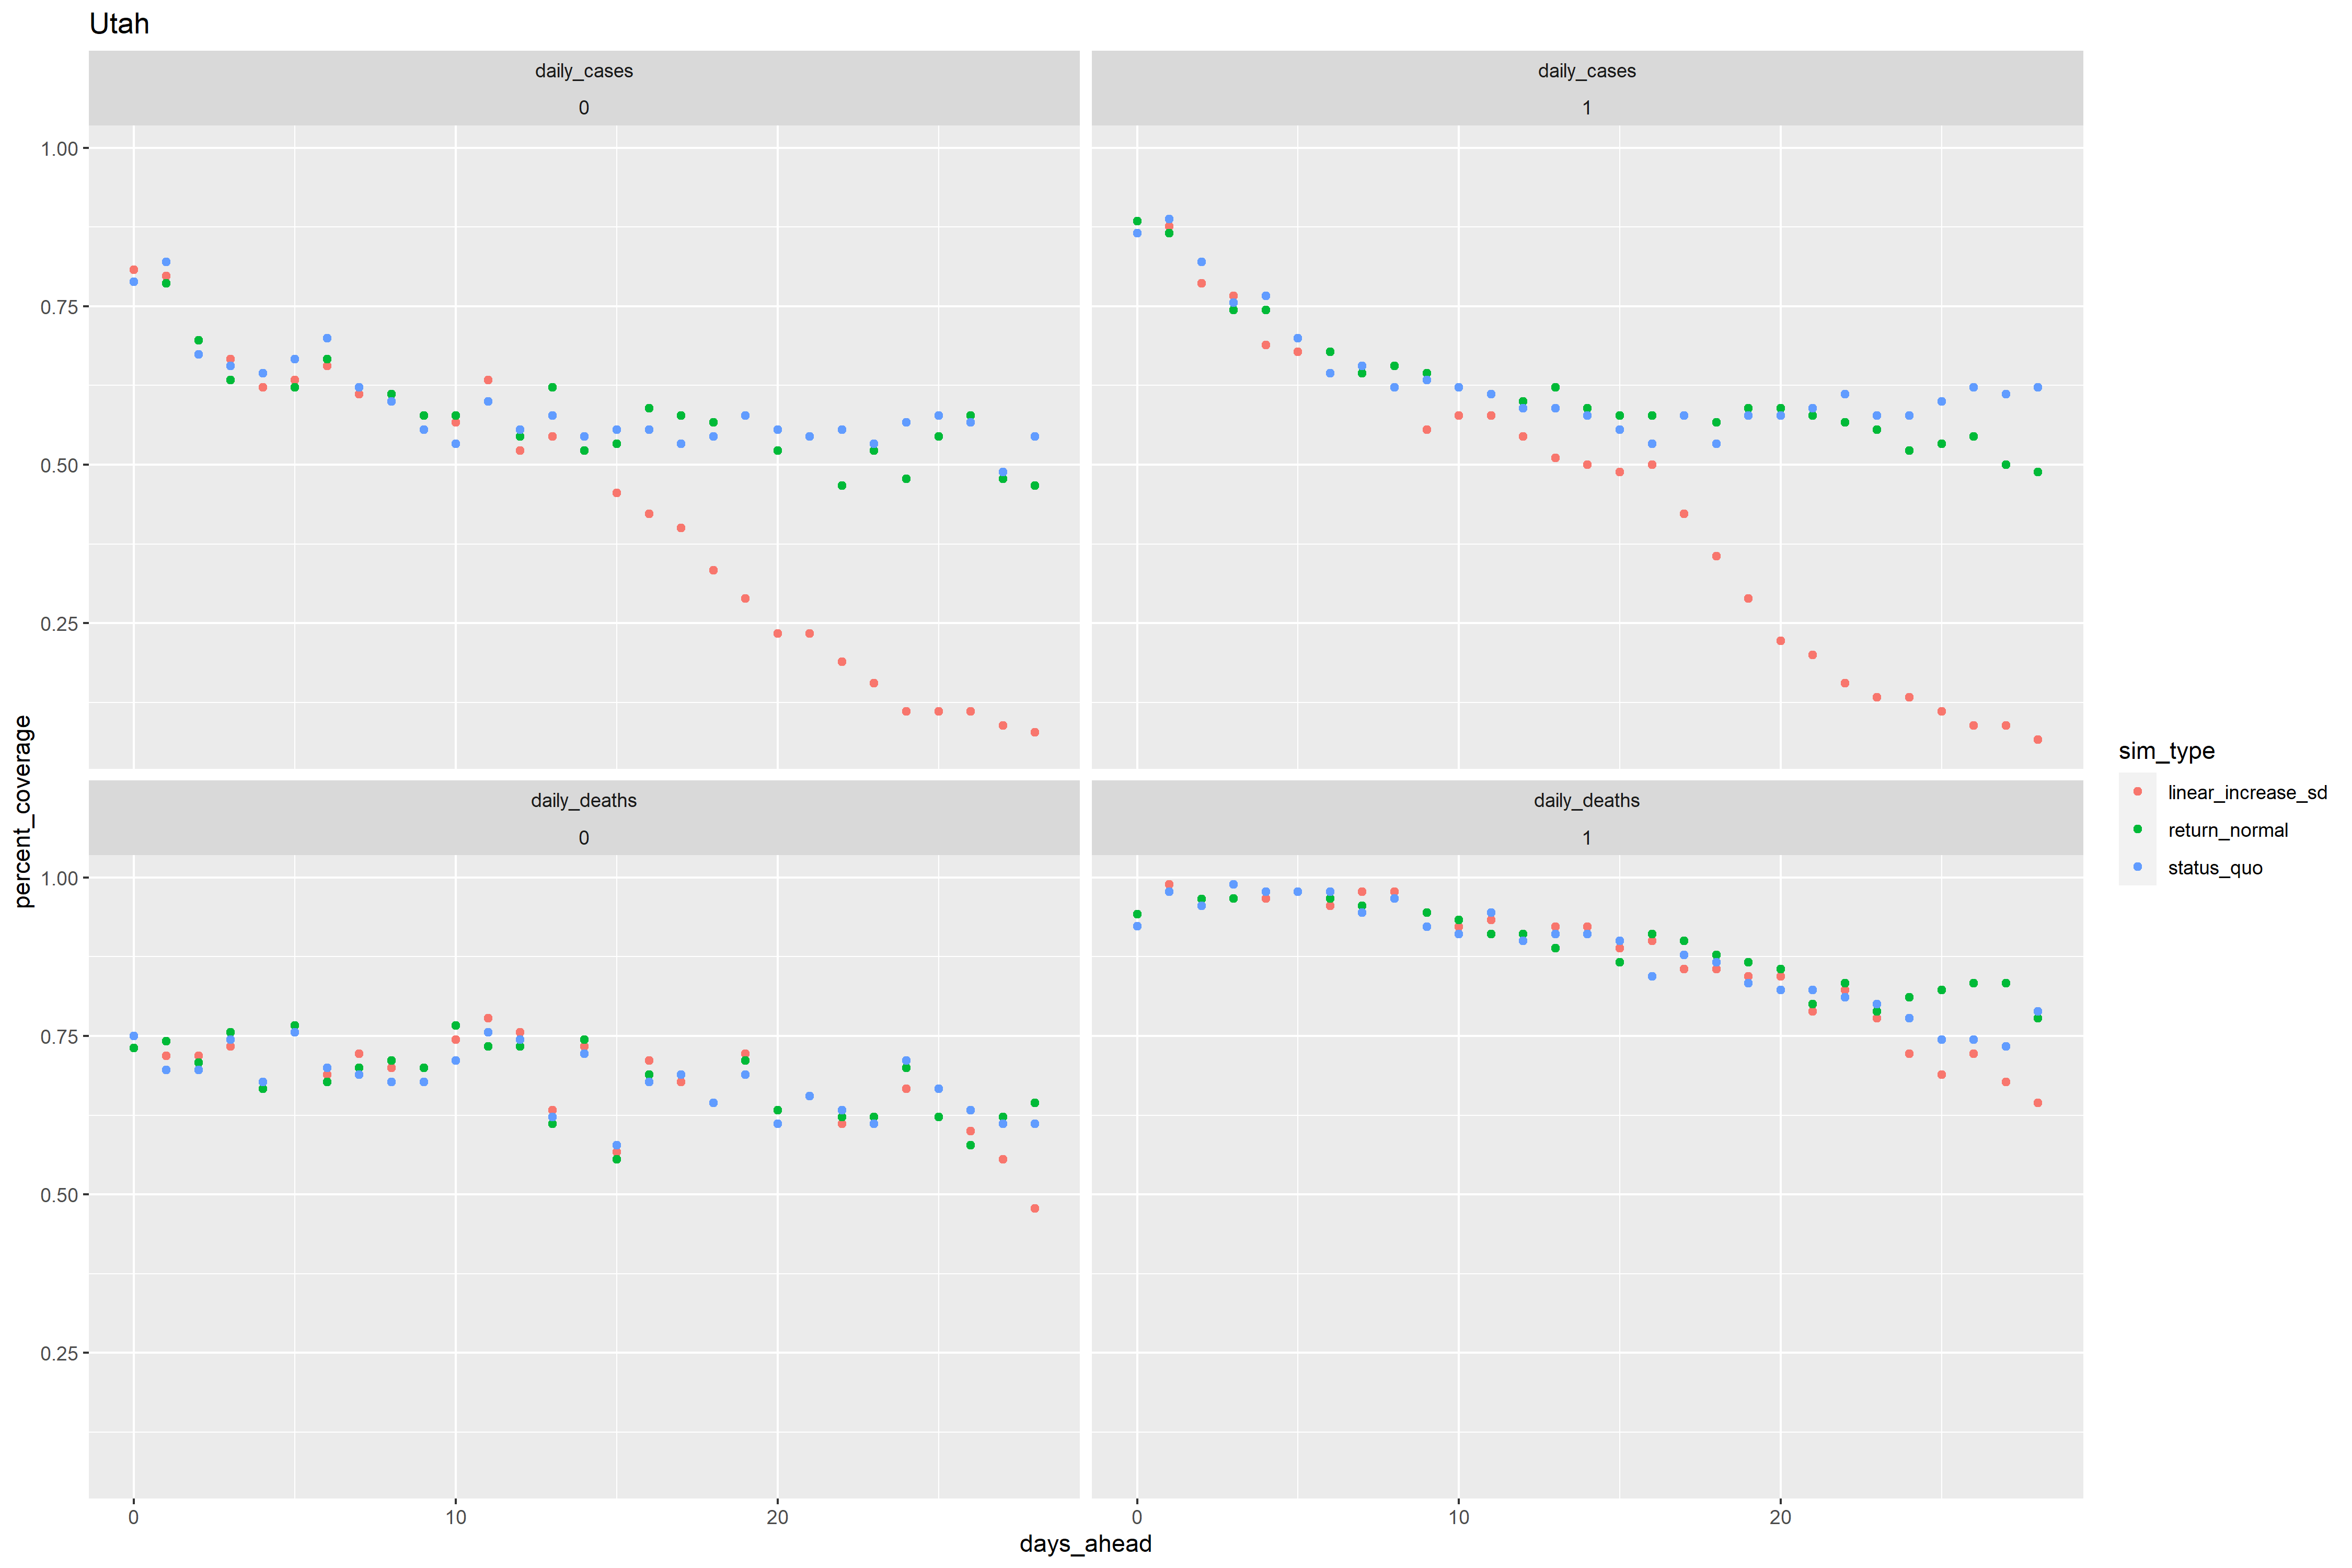 Utah
daily_cases
0
daily_cases
1
1.00
0.75
0.50
0.25
daily_deaths
0
daily_deaths
1
1.00
0.75
0.50
0.25
0
10
20
0
10
20
days_ahead
percent_coverage
sim_type
linear_increase_sd
return_normal
status_quo